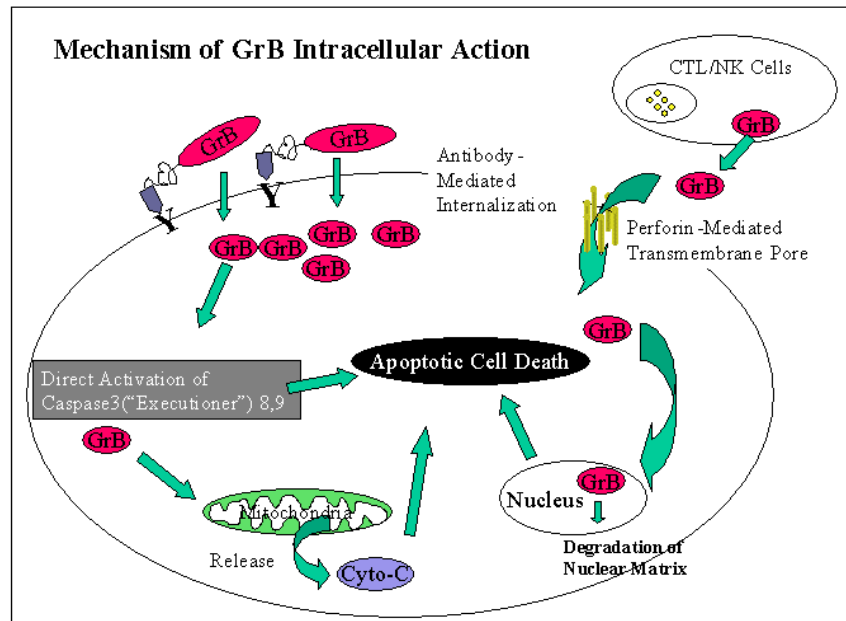 Mechanism of GrB Intracellular Action
CTL/NK Cells
GrB
GrB
GrB
GrB
Antibody-
Mediated
Internalization
GrB
Perforin-Mediated
Transmembrane Pore
GrB
GrB
GrB
GrB
GrB
GrB
Apoptotic Cell Death
Direct Activation of
Caspase3("Executioner") 8,9
GrB
GrB
Nucleus
Mitochondria
Release
Cyto-C
Degradation of
Nuclear Matrix